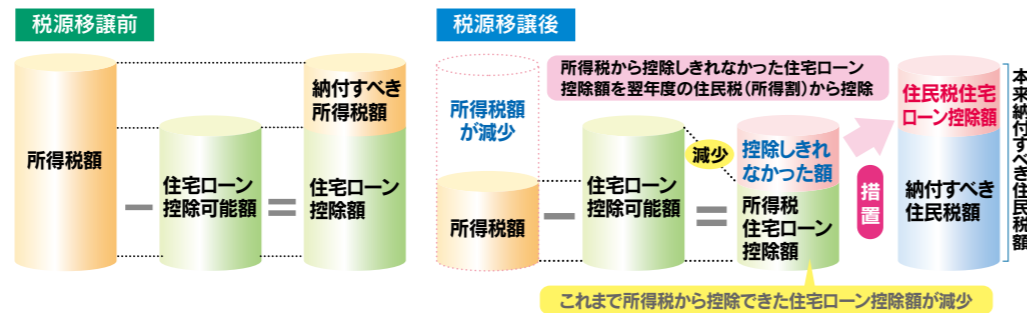 税源移譲前
所得税額
住宅ローン
控除可能額
納付すべき
所得税額
住宅ローン
控除額
税源移譲後
所得税額
が減少
所得税額
住宅ローン
控除可能額
所得税から控除しきれなかった住宅ローン
控除額を翌年度の住民税(所得割)から控除
減少
控除しきれ
なかった額
所得税
住宅ローン
控除額
措置
住民税住宅
ローン控除額
納付すべき
住民税額
本来納付すべき住民税額
これまで所得税から控除できた住宅ローン控除額が減少